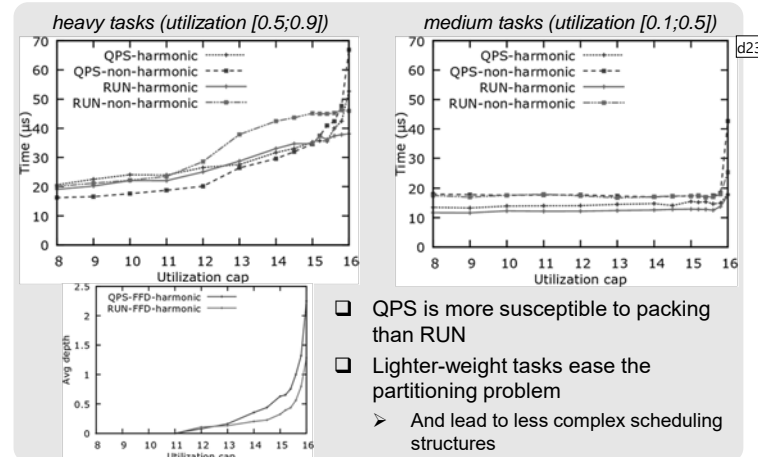 heavy tasks (utilization [0.5;0.9])
medium tasks (utilization [0.1;0.5])
d23
70
60
50
40
30
20
10
0
Time (µs)
QPS-harmonic
QPS-non-harmonic
RUN-harmonic
RUN-non-harmonic
8 9 10 11 12 13 14 15 16
Utilization cap
70
60
50
40
30
20
10
0
Time (µs)
QPS-harmonic
QPS-non-harmonic
RUN-harmonic
RUN-non-harmonic
8 9 10 11 12 13 14 15 16
Utilization cap
2.5
2
1.5
1
0.5
0
Avg depth
QPS-FFD-harmonic
RUN-FFD-harmonic
8 9 10 11 12 13 14 15 16
Utilization cap
❑ QPS is more susceptible to packing
than RUN
❑ Lighter-weight tasks ease the
partitioning problem
➢ And lead to less complex scheduling
structures